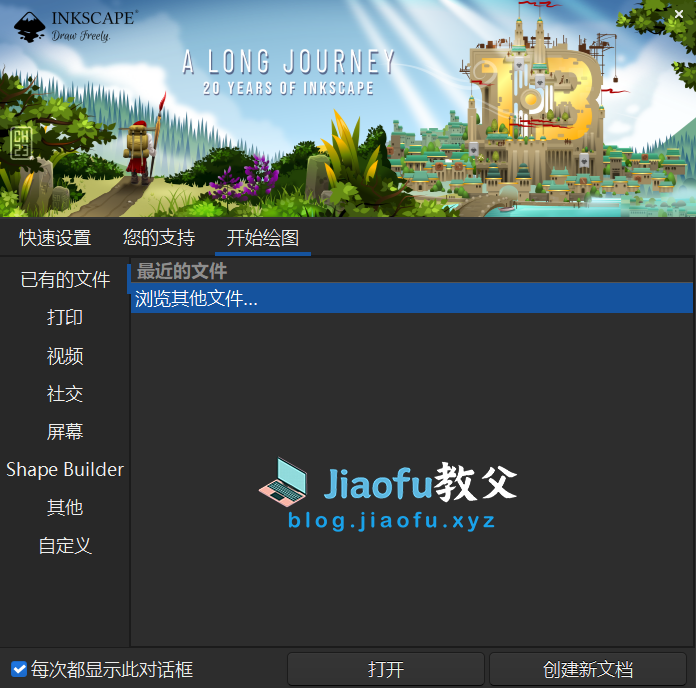 INKSCAPE
Draw Freely.
A LONG JOURNEY
20 YEARS OF INKSCAPE
1.3
CH
23
快速设置
您的支持
开始绘图
已有的文件
打印
视频
社交
屏幕
Shape Builder
其他
自定义
最近的文件
浏览其他文件...
Jiaofu教父
blog.jiaofu.xyz
每次都显示此对话框
打开
创建新文档